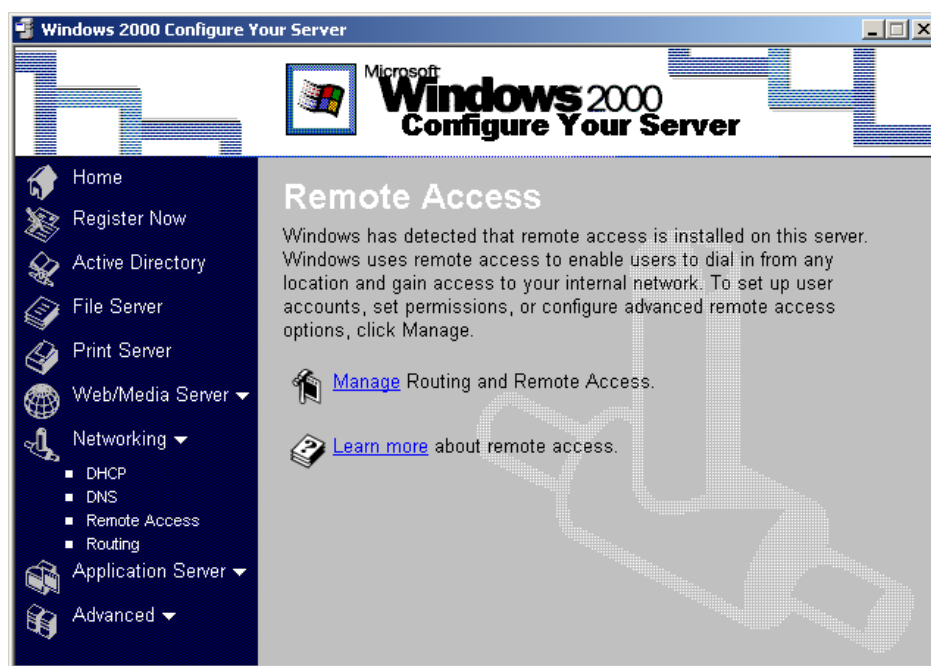 Windows 2000 Configure Your Server
Microsoft
Windows 2000
Configure Your Server
Home
Register Now
Active Directory
File Server
Print Server
Web/Media Server
Networking
DHCP
DNS
Remote Access
Routing
Application Server
Advanced
Remote Access
Windows has detected that remote access is installed on this server.
Windows uses remote access to enable users to dial in from any
location and gain access to your internal network. To set up user
accounts, set permissions, or configure advanced remote access
options, click Manage.
Manage Routing and Remote Access.
Learn more about remote access.